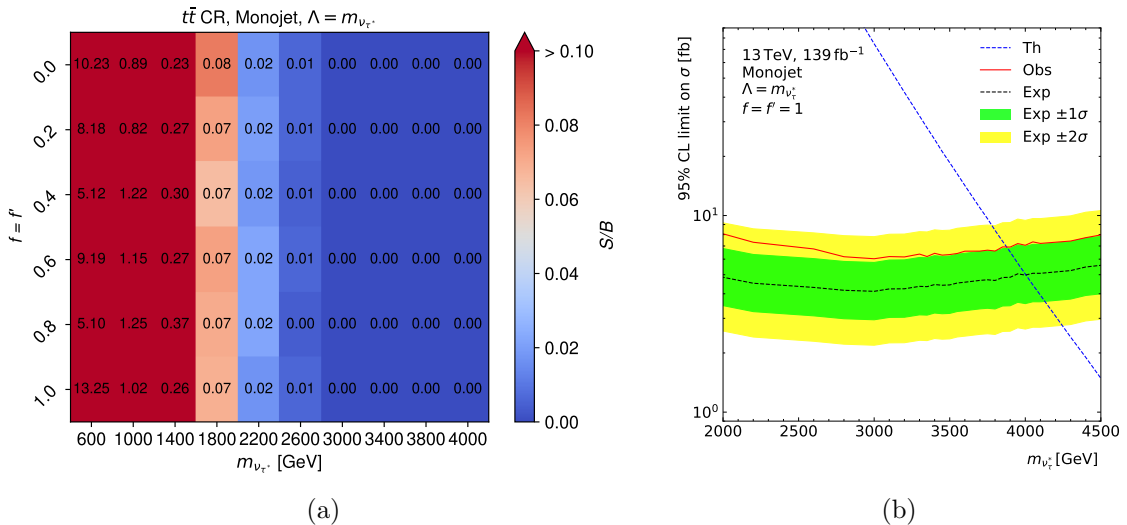 tt̄ CR, Monojet, Λ = m_{ν_{τ*}}
0.0 10.23 0.89 0.23 0.08 0.02 0.01 0.00 0.00 0.00 0.00
0.2 8.18 0.82 0.27 0.07 0.02 0.01 0.00 0.00 0.00 0.00
0.4 5.12 1.22 0.30 0.07 0.02 0.01 0.00 0.00 0.00 0.00
0.6 9.19 1.15 0.27 0.07 0.02 0.01 0.00 0.00 0.00 0.00
0.8 5.10 1.25 0.37 0.07 0.02 0.00 0.00 0.00 0.00 0.00
1.0 13.25 1.02 0.26 0.07 0.02 0.01 0.00 0.00 0.00 0.00
f = f′
600 1000 1400 1800 2200 2600 3000 3400 3800 4200
m_{ν_{τ*}} [GeV]
> 0.10
0.08
0.06
0.04
0.02
0.00
S/B
(a)
95% CL limit on σ [fb]
10¹
10⁰
13 TeV, 139 fb⁻¹
Monojet
Λ = m_{ν_τ^*}
f = f′ = 1
Th
Obs
Exp
Exp ±1σ
Exp ±2σ
2000 2500 3000 3500 4000 4500
m_{ν_τ^*} [GeV]
(b)